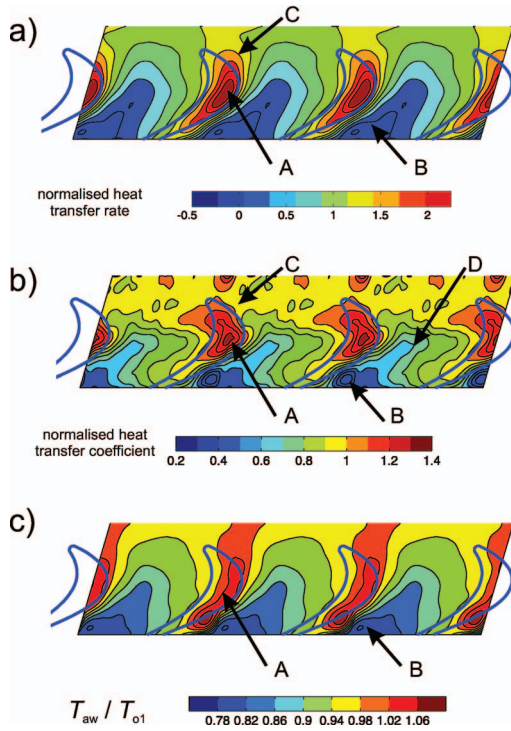 a)
C
A
B
normalised heat
transfer rate
-0.5 0 0.5 1 1.5 2
b)
C
D
A
B
normalised heat
transfer coefficient
0.2 0.4 0.6 0.8 1 1.2 1.4
c)
A
B
Taw / To1
0.78 0.82 0.86 0.9 0.94 0.98 1.02 1.06